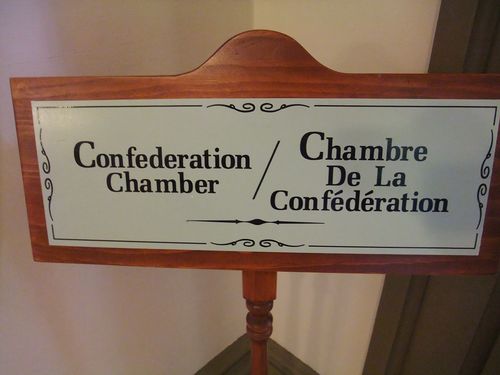 Confederation
Chamber
/
Chambre
De La
Confédération